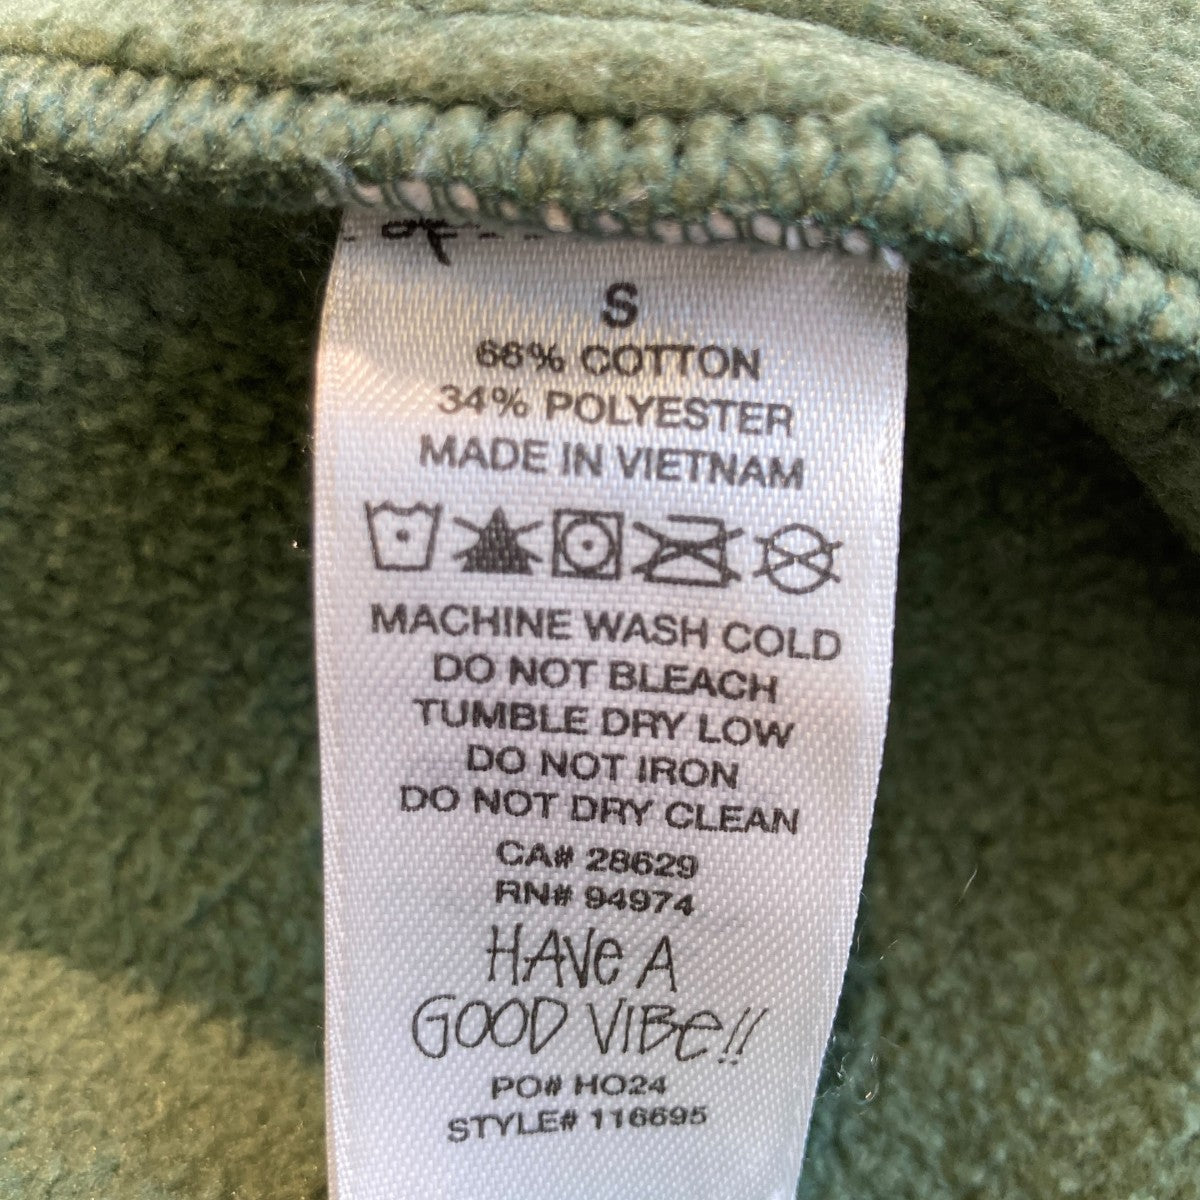 S
66% COTTON
34% POLYESTER
MADE IN VIETNAM
MACHINE WASH COLD
DO NOT BLEACH
TUMBLE DRY LOW
DO NOT IRON
DO NOT DRY CLEAN
CA# 28629
RN# 94974
HAVe A
GOOD VIBe!!
PO# HO24
STYLE# 116695